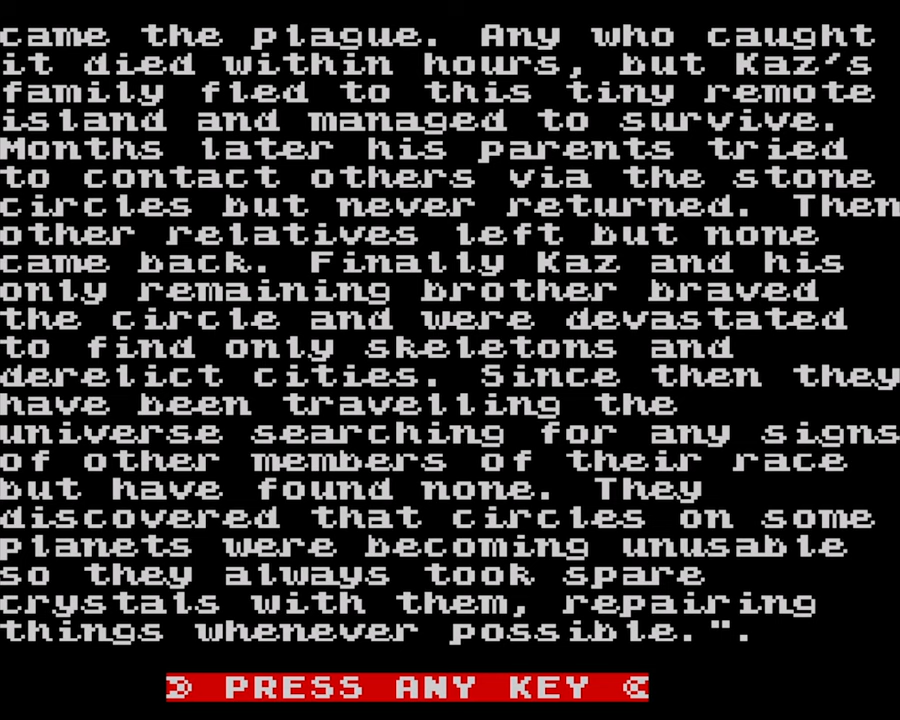 came the plague. Any who caught
it died within hours, but Kaz's
family fled to this tiny remote
island and managed to survive.
Months later his parents tried
to contact others via the stone
circles but never returned. Then
other relatives left but none
came back. Finally Kaz and his
only remaining brother braved
the circle and were devastated
to find only skeletons and
derelict cities. Since then they
have been travelling the
universe searching for any signs
of other members of their race
but have found none. They
discovered that circles on some
planets were becoming unusable
so they always took spare
crystals with them, repairing
things whenever possible.".
PRESS ANY KEY